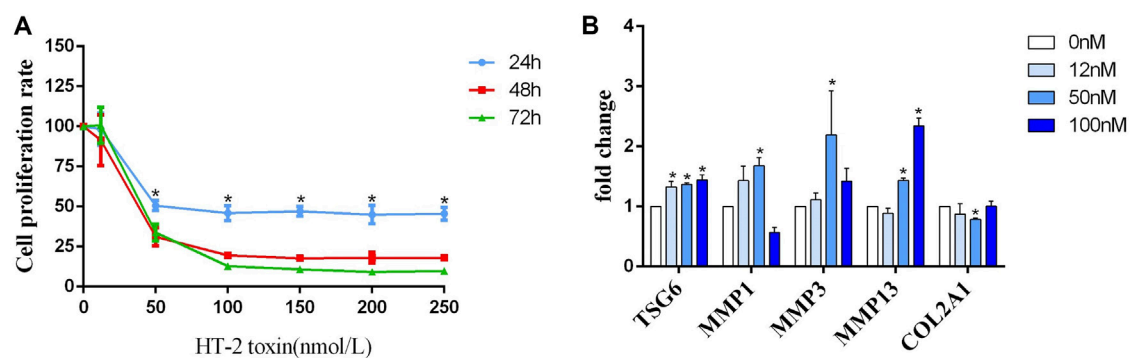 A
Cell proliferation rate
150
125
100
75
50
25
0
* * * * *
0 50 100 150 200 250
HT-2 toxin(nmol/L)
24h
48h
72h
B
fold change
4
3
2
1
0
* * * * * * * *
TSG6 MMP1 MMP3 MMP13 COL2A1
0nM
12nM
50nM
100nM